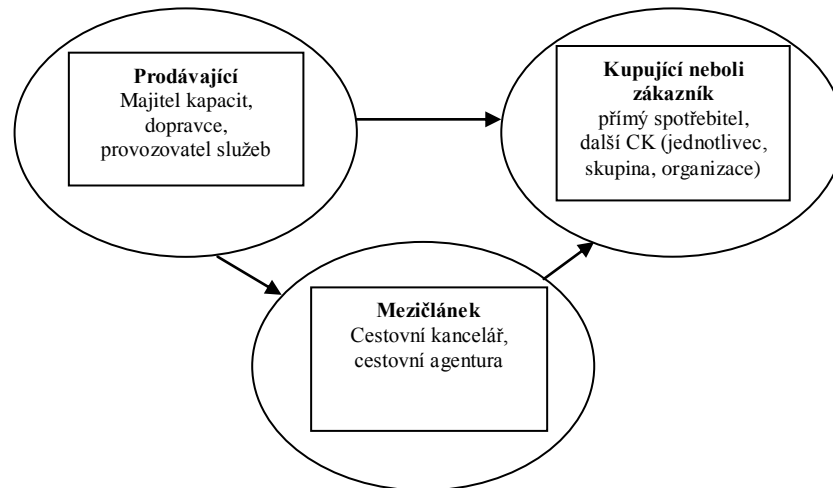 Prodávající
Majitel kapacit,
dopravce,
provozovatel služeb
Kupující neboli
zákazník
přímý spotřebitel,
další CK (jednotlivec,
skupina, organizace)
Mezičlánek
Cestovní kancelář,
cestovní agentura